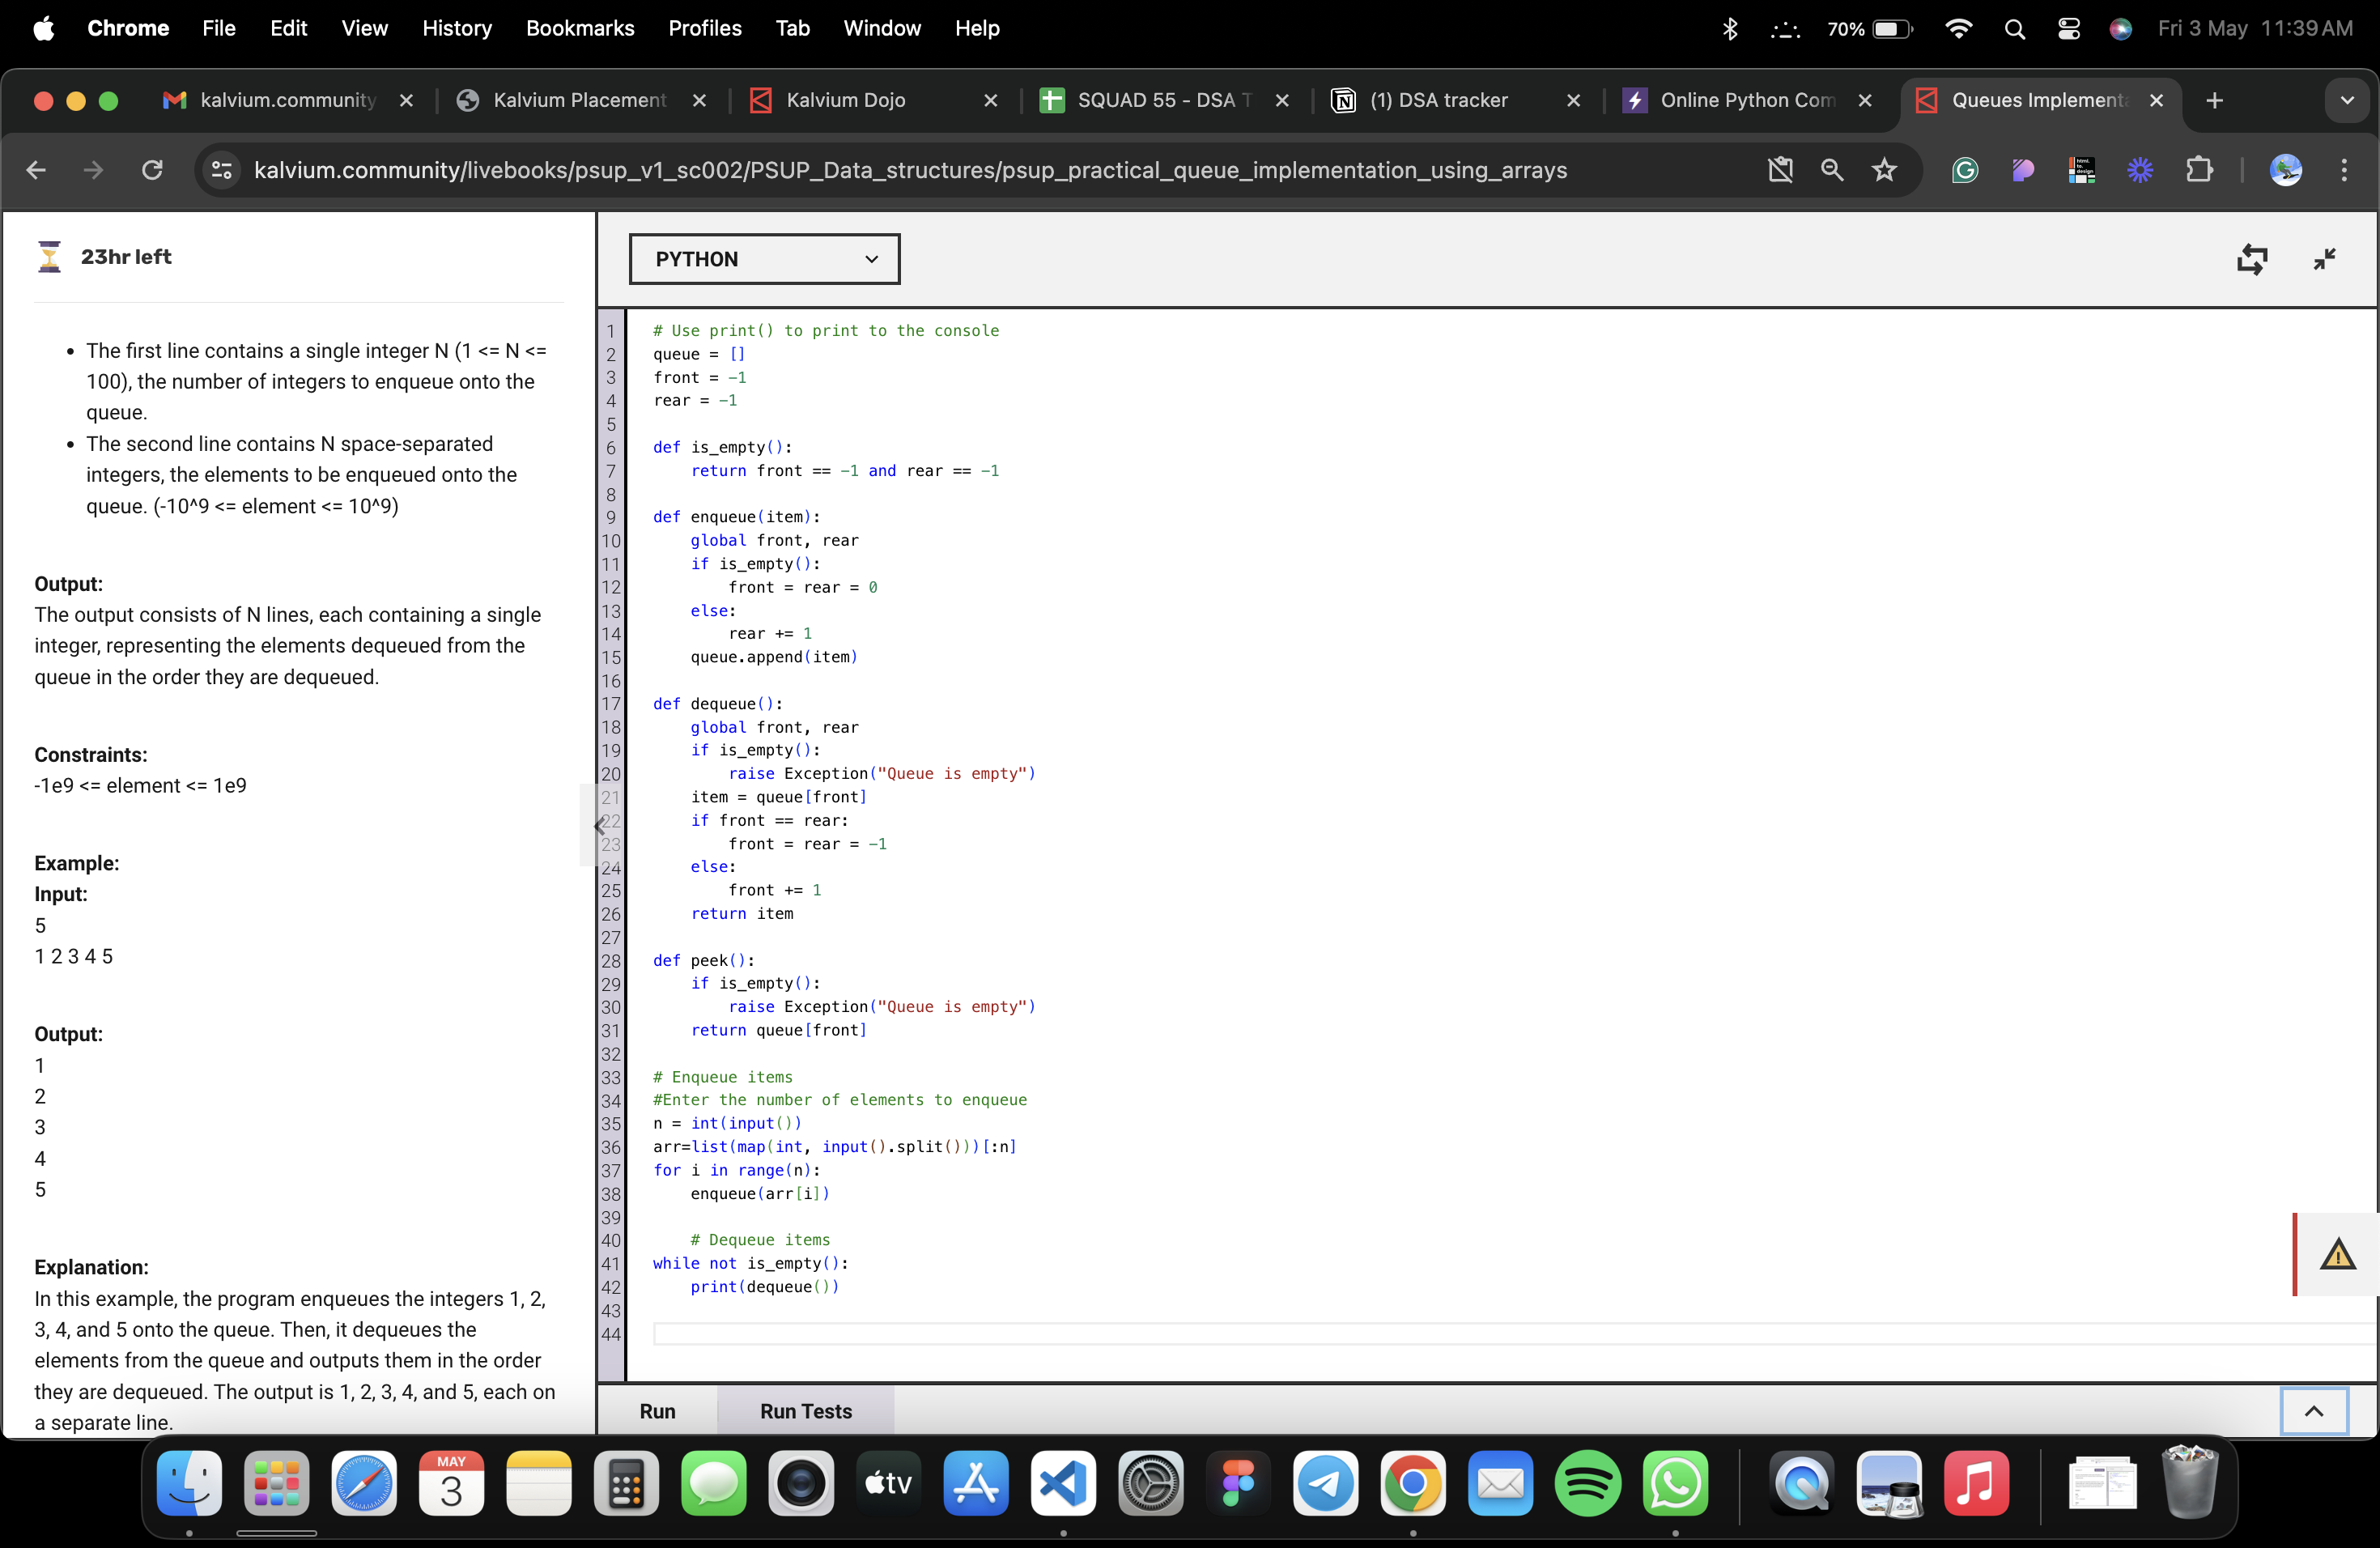 Chrome File Edit View History Bookmarks Profiles Tab Window Help 70% Fri 3 May 11:39 AM
kalvium.community Kalvium Placement Kalvium Dojo SQUAD 55 - DSA T (1) DSA tracker Online Python Com Queues Implementa
kalvium.community/livebooks/psup_v1_sc002/PSUP_Data_structures/psup_practical_queue_implementation_using_arrays
23hr left
• The first line contains a single integer N (1 <= N <=
100), the number of integers to enqueue onto the
queue.
• The second line contains N space-separated
integers, the elements to be enqueued onto the
queue. (-10^9 <= element <= 10^9)
Output:
The output consists of N lines, each containing a single
integer, representing the elements dequeued from the
queue in the order they are dequeued.
Constraints:
-1e9 <= element <= 1e9
Example:
Input:
5
1 2 3 4 5
Output:
1
2
3
4
5
Explanation:
In this example, the program enqueues the integers 1, 2,
3, 4, and 5 onto the queue. Then, it dequeues the
elements from the queue and outputs them in the order
they are dequeued. The output is 1, 2, 3, 4, and 5, each on
a separate line.
PYTHON
1 # Use print() to print to the console
2 queue = []
3 front = -1
4 rear = -1
5
6 def is_empty():
7     return front == -1 and rear == -1
8
9 def enqueue(item):
10     global front, rear
11     if is_empty():
12         front = rear = 0
13     else:
14         rear += 1
15     queue.append(item)
16
17 def dequeue():
18     global front, rear
19     if is_empty():
20         raise Exception("Queue is empty")
21     item = queue[front]
22     if front == rear:
23         front = rear = -1
24     else:
25         front += 1
26     return item
27
28 def peek():
29     if is_empty():
30         raise Exception("Queue is empty")
31     return queue[front]
32
33 # Enqueue items
34 #Enter the number of elements to enqueue
35 n = int(input())
36 arr=list(map(int, input().split()))[:n]
37 for i in range(n):
38     enqueue(arr[i])
39
40     # Dequeue items
41 while not is_empty():
42     print(dequeue())
43
44
Run Run Tests
MAY
3
tv